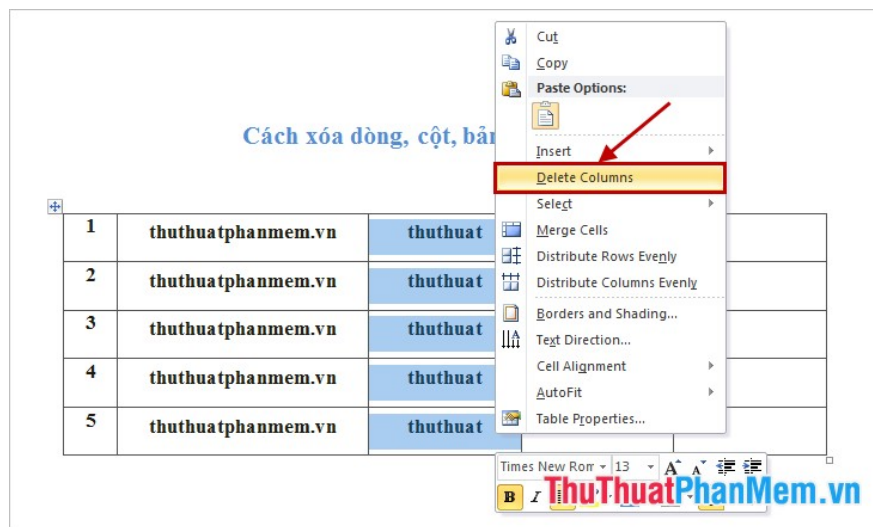 Cut
Copy
Paste Options:
Cách xóa dòng, cột, bản
Insert
Delete Columns
Select
Merge Cells
Distribute Rows Evenly
Distribute Columns Evenly
Borders and Shading...
Text Direction...
Cell Alignment
AutoFit
Table Properties...
1 thuthuatphanmem.vn thuthuat
2 thuthuatphanmem.vn thuthuat
3 thuthuatphanmem.vn thuthuat
4 thuthuatphanmem.vn thuthuat
5 thuthuatphanmem.vn thuthuat
Times New Ror 13 A A
B I
ThuThuatPhanMem.vn